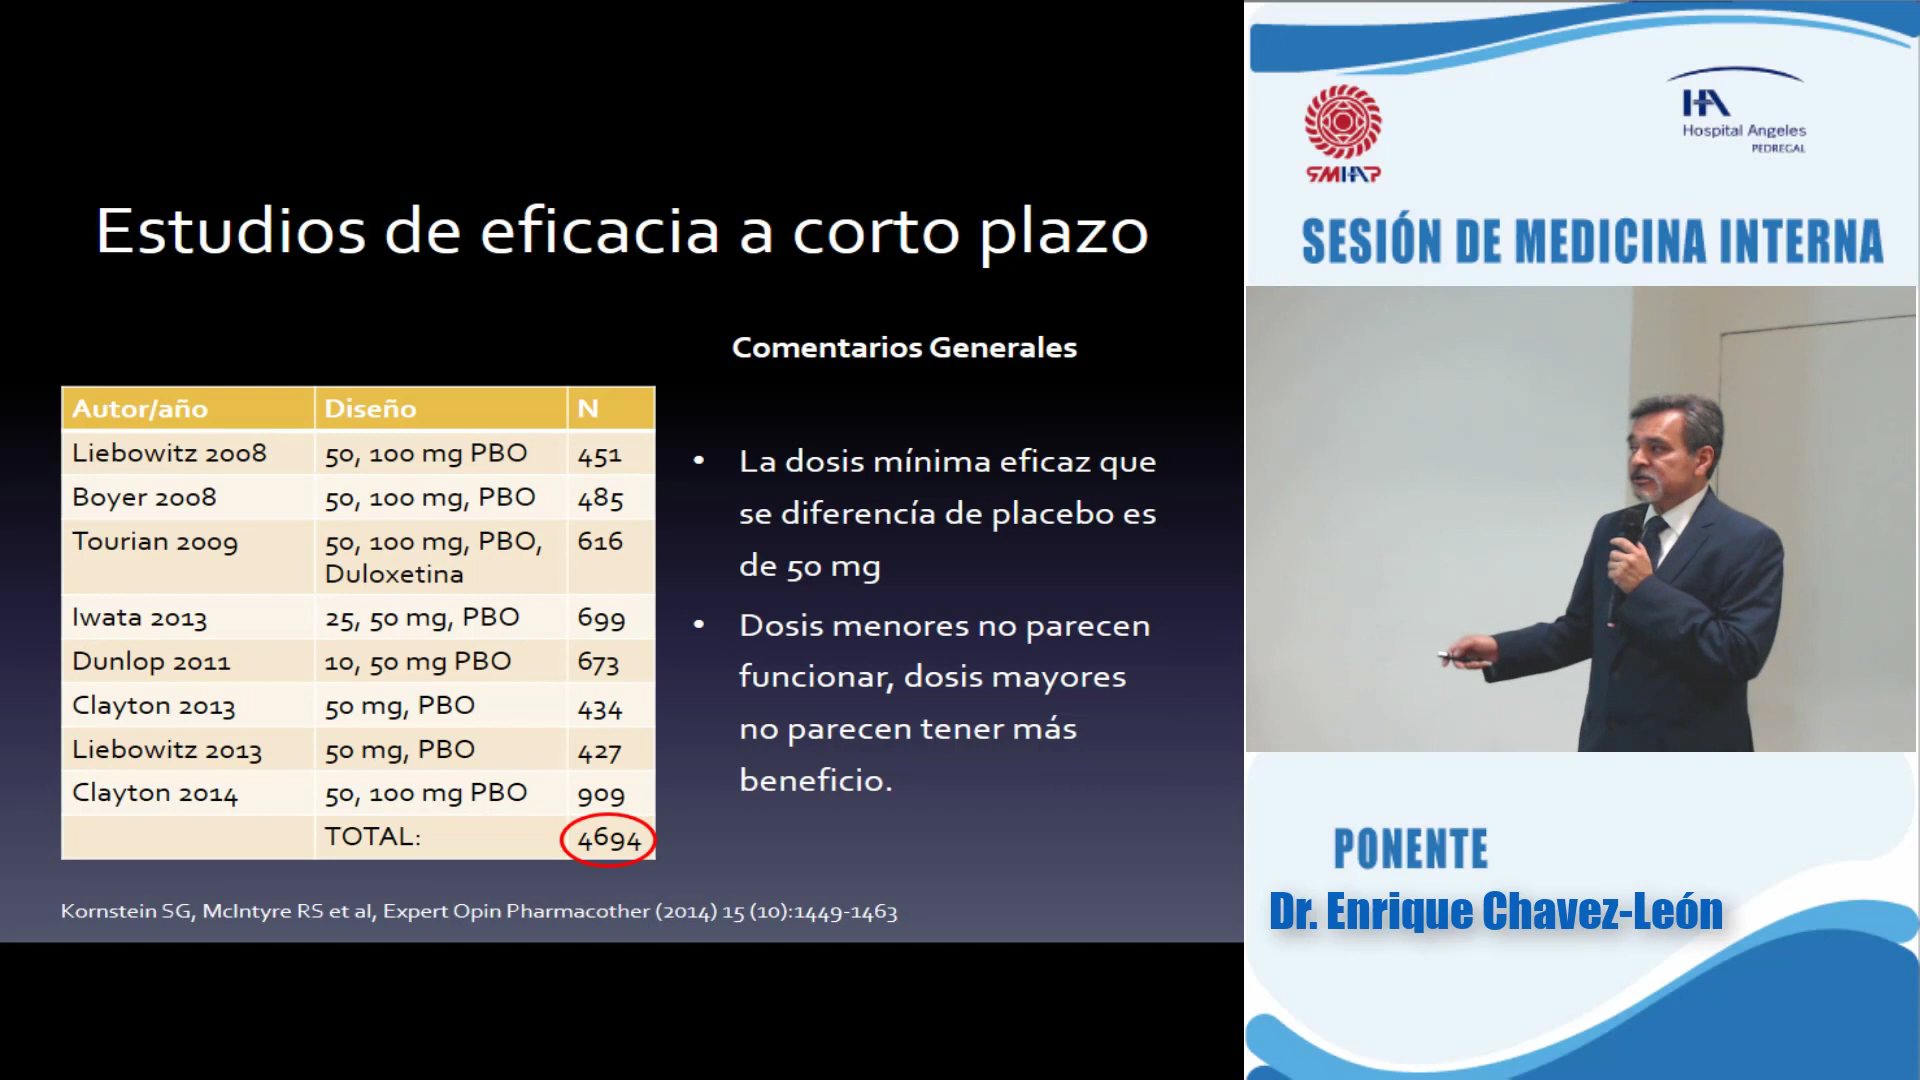 Estudios de eficacia a corto plazo
Comentarios Generales
Autor/año Diseño N
Liebowitz 2008 50, 100 mg PBO 451
Boyer 2008 50, 100 mg, PBO 485
Tourian 2009 50, 100 mg, PBO, 616
Duloxetina
Iwata 2013 25, 50 mg, PBO 699
Dunlop 2011 10, 50 mg PBO 673
Clayton 2013 50 mg, PBO 434
Liebowitz 2013 50 mg, PBO 427
Clayton 2014 50, 100 mg PBO 909
TOTAL: 4694
• La dosis mínima eficaz que
se diferencía de placebo es
de 50 mg
• Dosis menores no parecen
funcionar, dosis mayores
no parecen tener más
beneficio.
Kornstein SG, McIntyre RS et al, Expert Opin Pharmacother (2014) 15 (10):1449-1463
SMHAP
HA
Hospital Angeles
PEDREGAL
SESIÓN DE MEDICINA INTERNA
PONENTE
Dr. Enrique Chavez-León